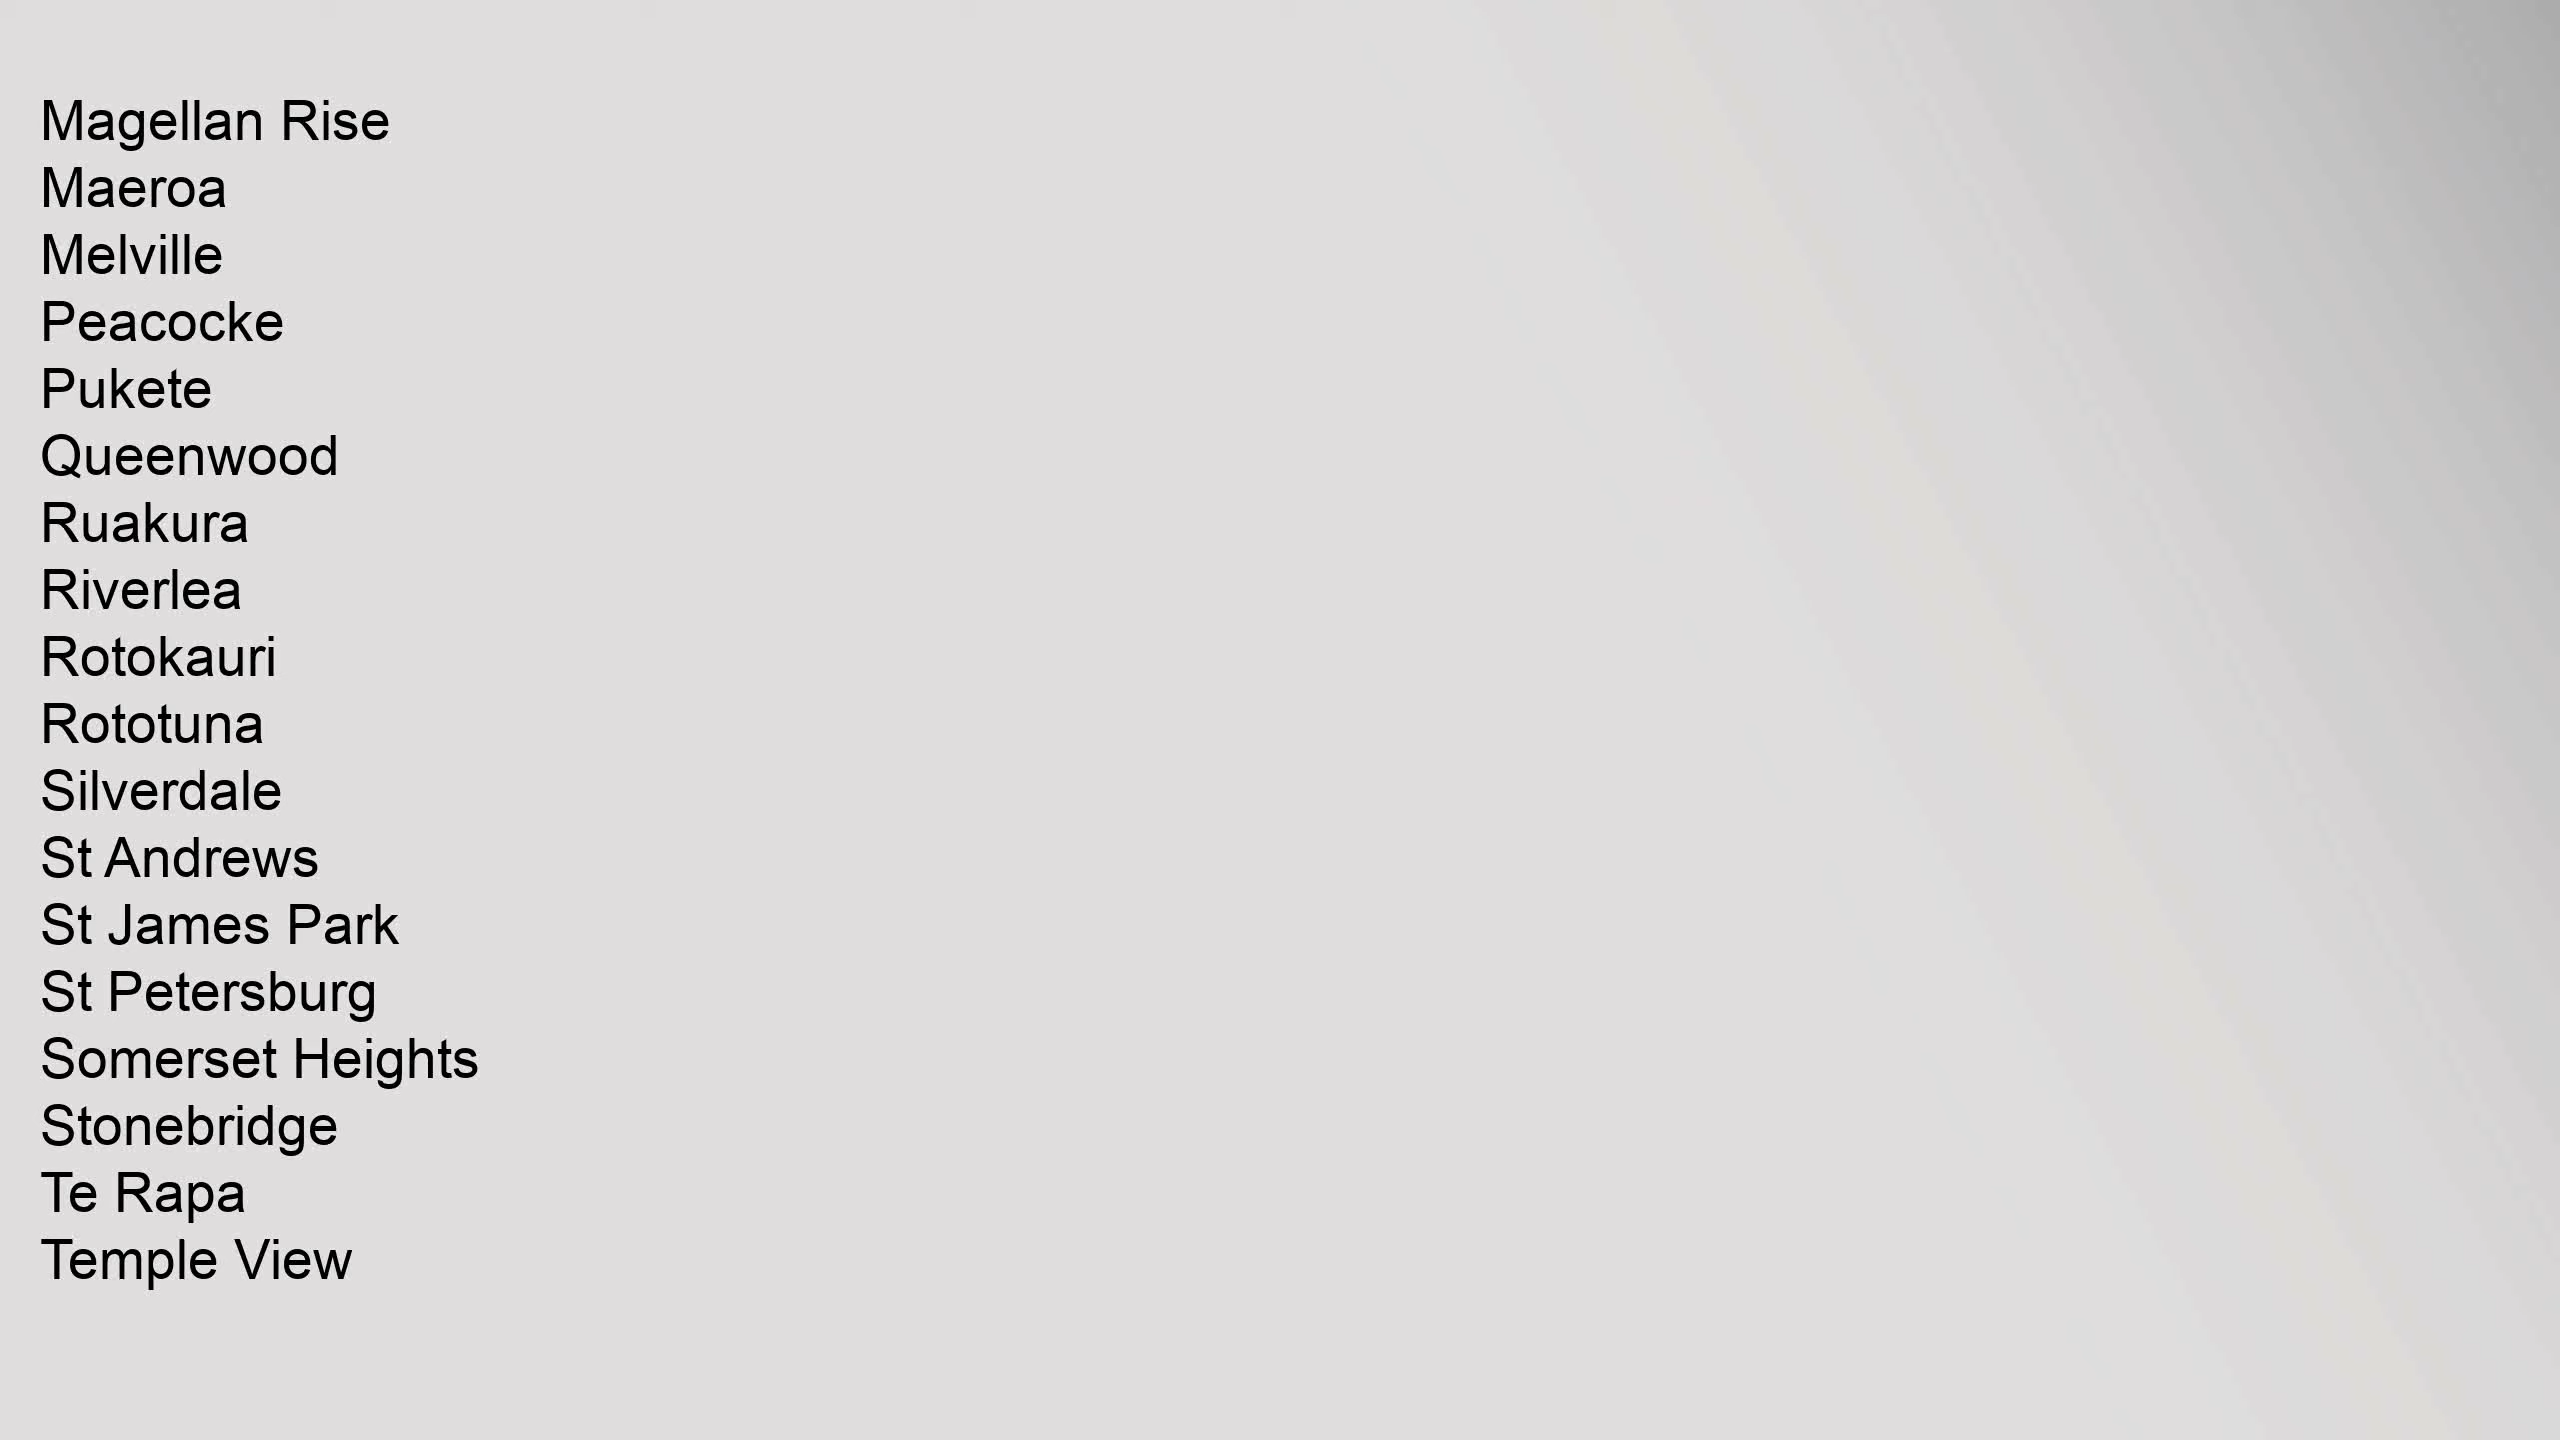 Magellan Rise
Maeroa
Melville
Peacocke
Pukete
Queenwood
Ruakura
Riverlea
Rotokauri
Rototuna
Silverdale
St Andrews
St James Park
St Petersburg
Somerset Heights
Stonebridge
Te Rapa
Temple View